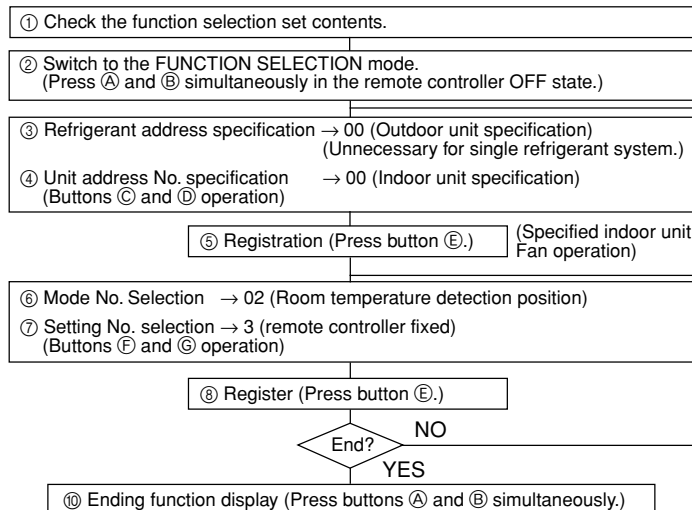 ① Check the function selection set contents.
② Switch to the FUNCTION SELECTION mode.
(Press Ⓐ and Ⓑ simultaneously in the remote controller OFF state.)
③ Refrigerant address specification → 00 (Outdoor unit specification)
(Unnecessary for single refrigerant system.)
④ Unit address No. specification → 00 (Indoor unit specification)
(Buttons Ⓒ and Ⓓ operation)
⑤ Registration (Press button Ⓔ.)
(Specified indoor unit
Fan operation)
⑥ Mode No. Selection → 02 (Room temperature detection position)
⑦ Setting No. selection → 3 (remote controller fixed)
(Buttons Ⓕ and Ⓖ operation)
⑧ Register (Press button Ⓔ.)
End?
NO
YES
⑩ Ending function display (Press buttons Ⓐ and Ⓑ simultaneously.)